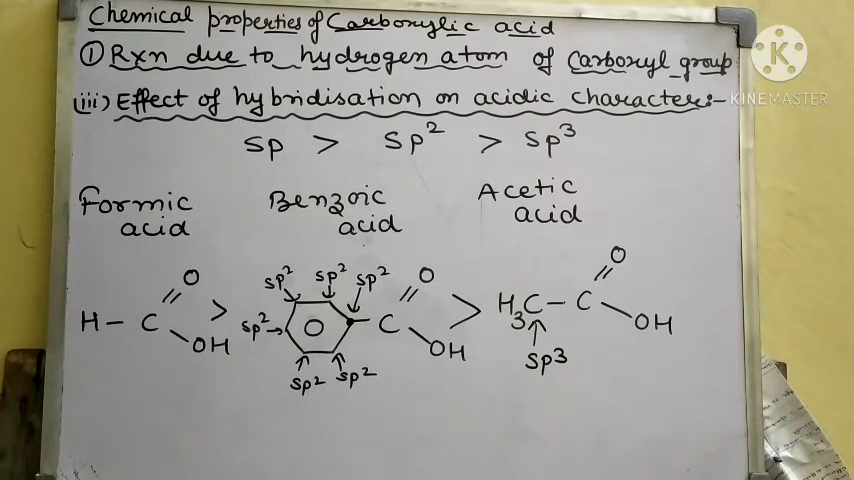 Chemical properties of Carboxylic acid
① Rxn due to hydrogen atom of Carboxyl group
(iii) Effect of hybridisation on acidic character:-
K
KINEMASTER
sp > sp² > sp³
Formic acid
Benzoic acid
Acetic acid
H-C
O
OH
>
sp² sp² sp²
sp²
sp² sp²
C
O
OH
>
H₃C-C
O
OH
sp3